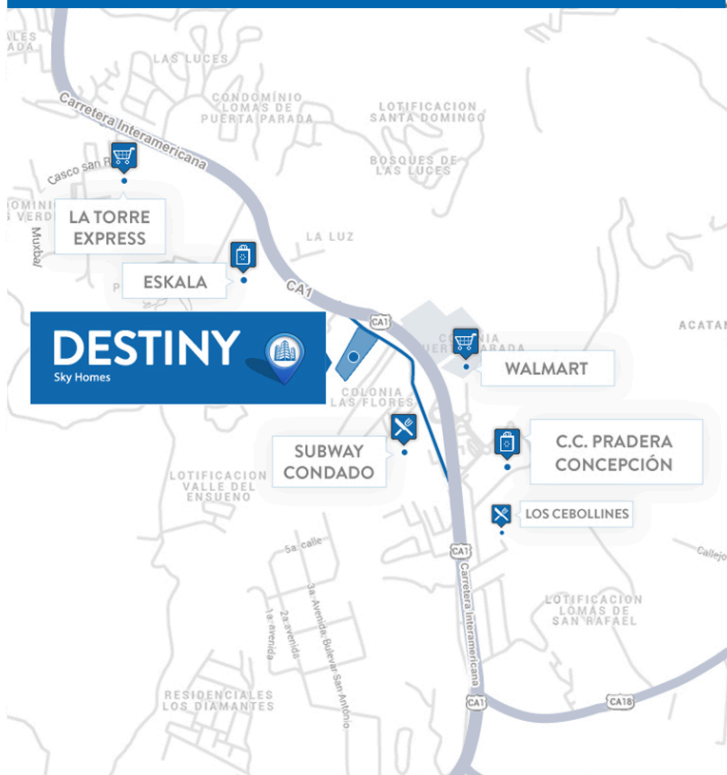 ALES
ADA
LAS LUCES
CONDOMÍNIO
LOMAS DE
PUERTA PARADA
LOTIFICACION
SANTA DOMINGO
Carretera Interamericana
BOSQUES DE
LAS LUCES
Casco san R
LA TORRE
EXPRESS
Muxbal
LA LUZ
ESKALA
CA1
CA1
ACATAN
DESTINY
Sky Homes
WALMART
COLONIA
LAS FLORES
SUBWAY
CONDADO
C.C. PRADERA
CONCEPCIÓN
LOTIFICACION
VALLE DEL
ENSUENO
LOS CEBOLLINES
5a. calle
CA1
Callejo
Carretera Interamericana
3a. Avenida, Bulevar San Antonio
2a avenida
1a. avenida
LOTIFICACION
LOMAS DE
SAN RAFAEL
RESIDENCIALES
LOS DIAMANTES
CA1
CA18